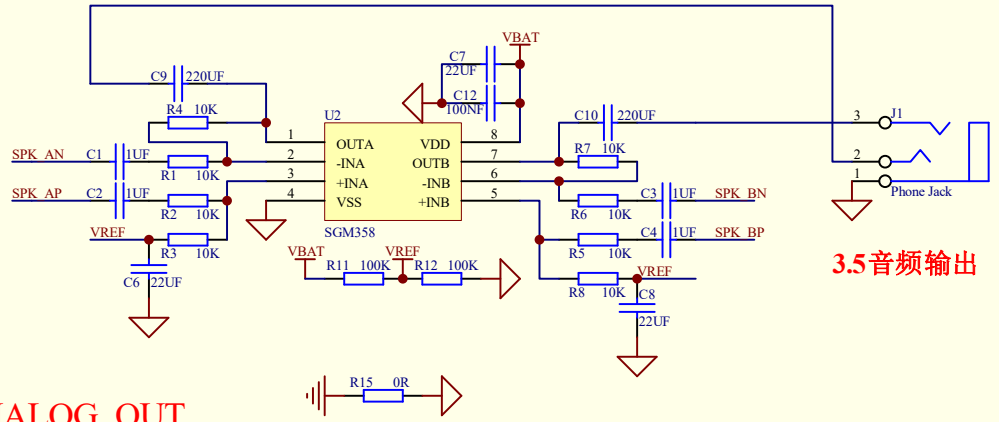 VBAT
C9 220UF
C7
22UF
C12
100NF
R4 10K
U2
C10 220UF
J1
1 OUTA VDD 8
2 -INA OUTB 7
3 +INA -INB 6
4 VSS +INB 5
SGM358
R7 10K
3
2
1
Phone Jack
SPK_AN C1 1UF
R1 10K
SPK_AP C2 1UF
R2 10K
VREF
R3 10K
C6 22UF
C3 1UF SPK_BN
R6 10K
C4 1UF SPK_BP
R5 10K
VREF
R8 10K
C8
22UF
VBAT
R11 100K
VREF
R12 100K
3.5音频输出
R15 0R
ALOG OUT